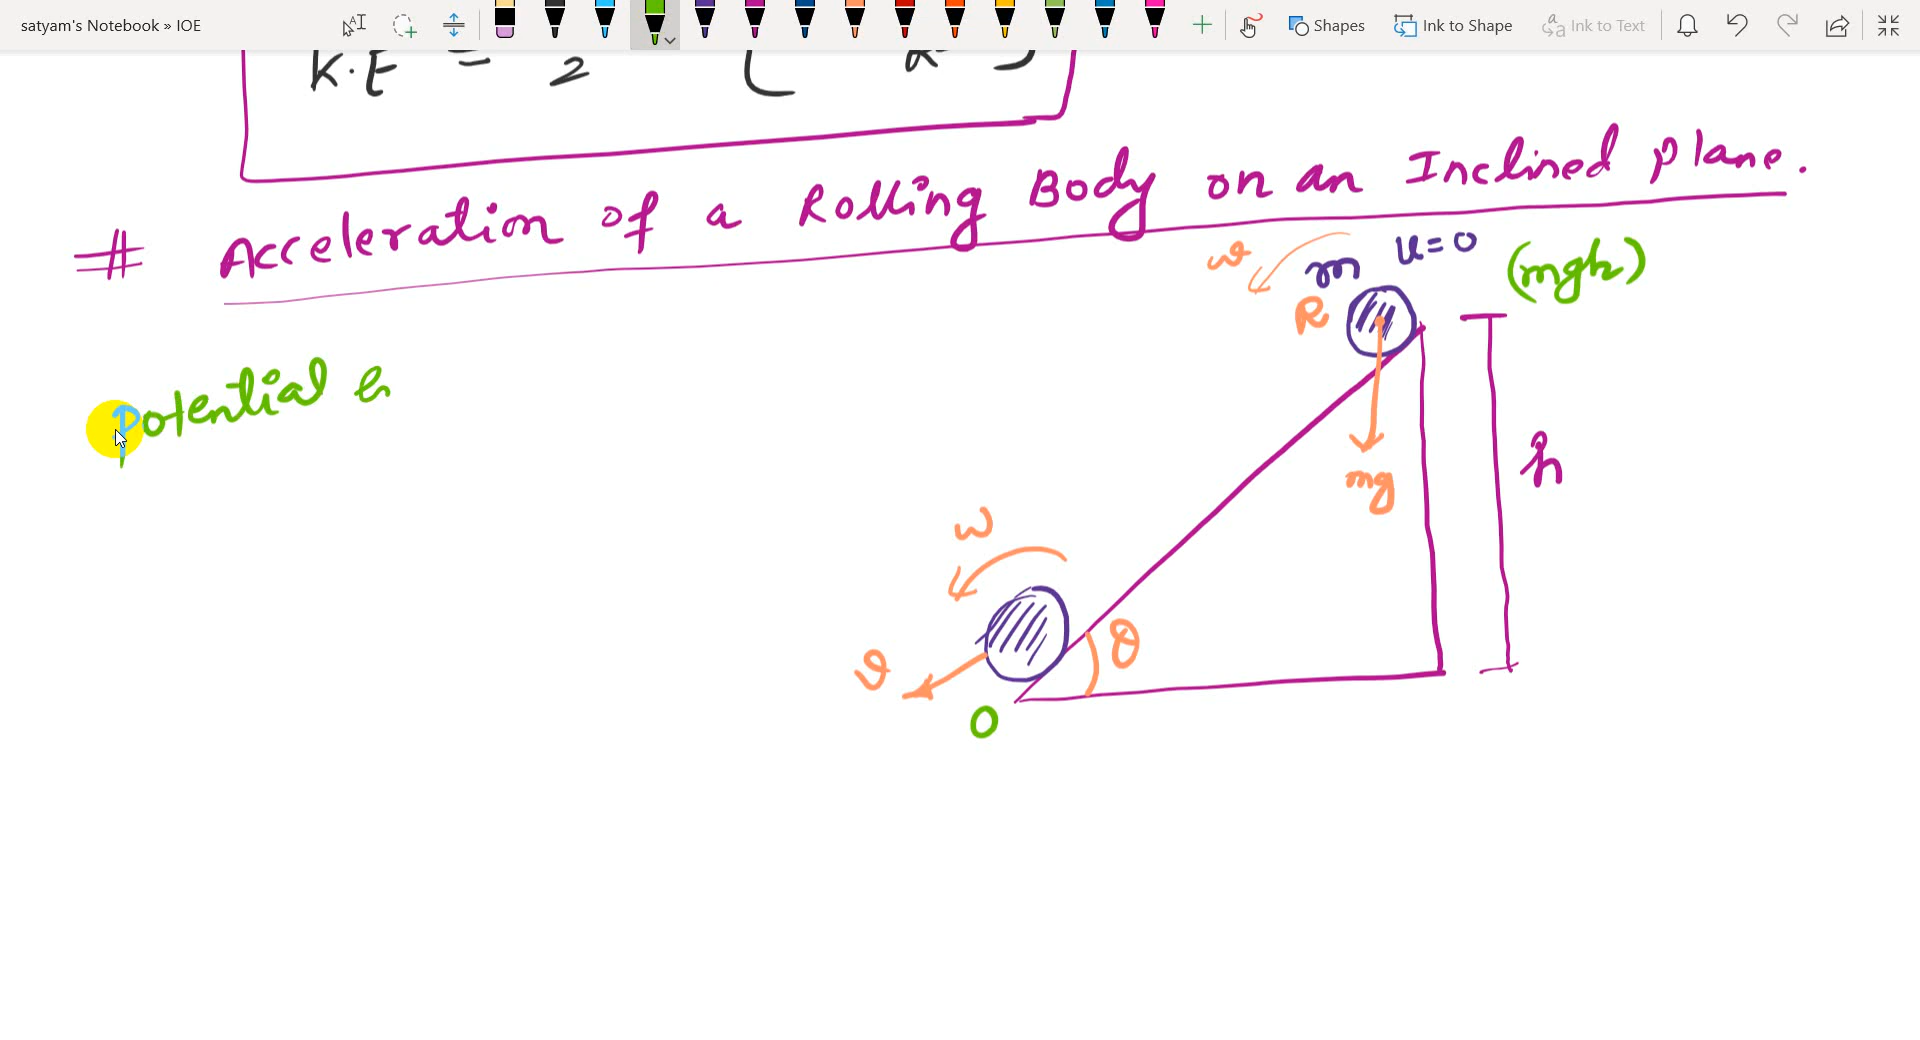 satyam's Notebook » IOE
Shapes
Ink to Shape
Ink to Text
K.E = 2
# Acceleration of a Rolling Body on an Inclined plane.
u=0
m
(mgh)
R
Potential
h
mg
ω
θ
v
O